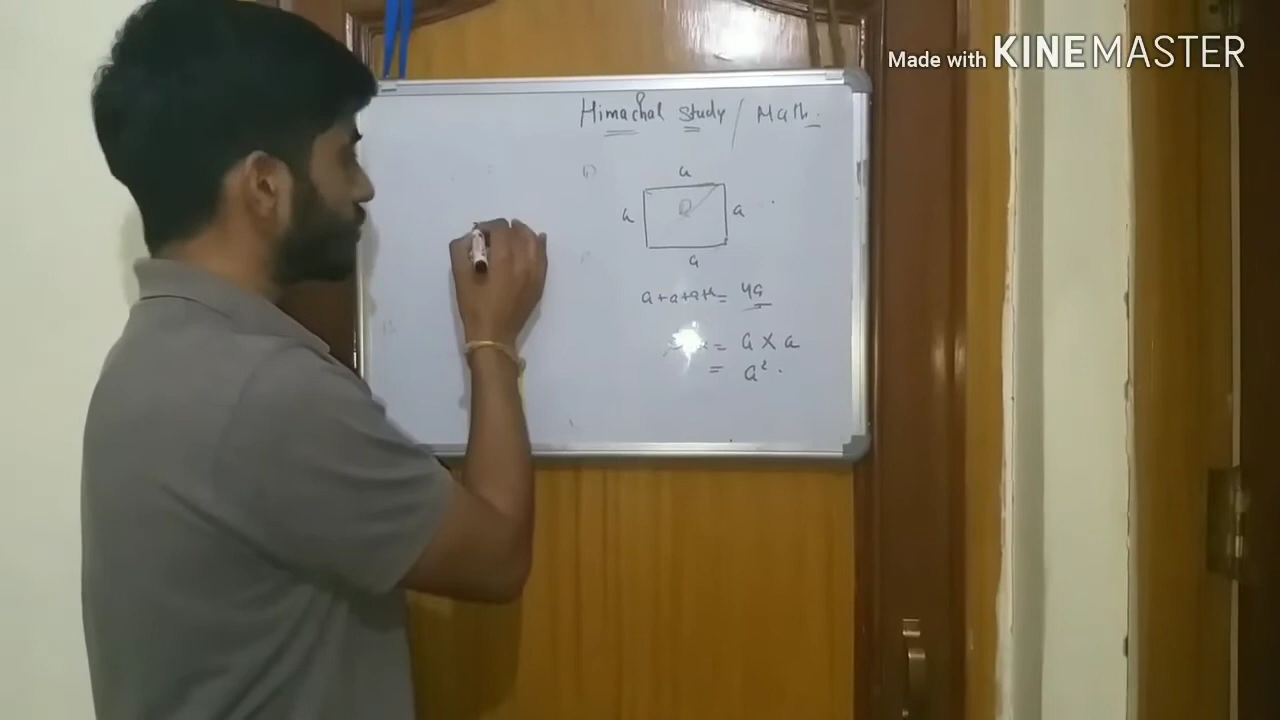 Made with KINEMASTER
Himachal Study / Math.
a
a
a
a
a+a+a+a = 4a
= a × a
= a².